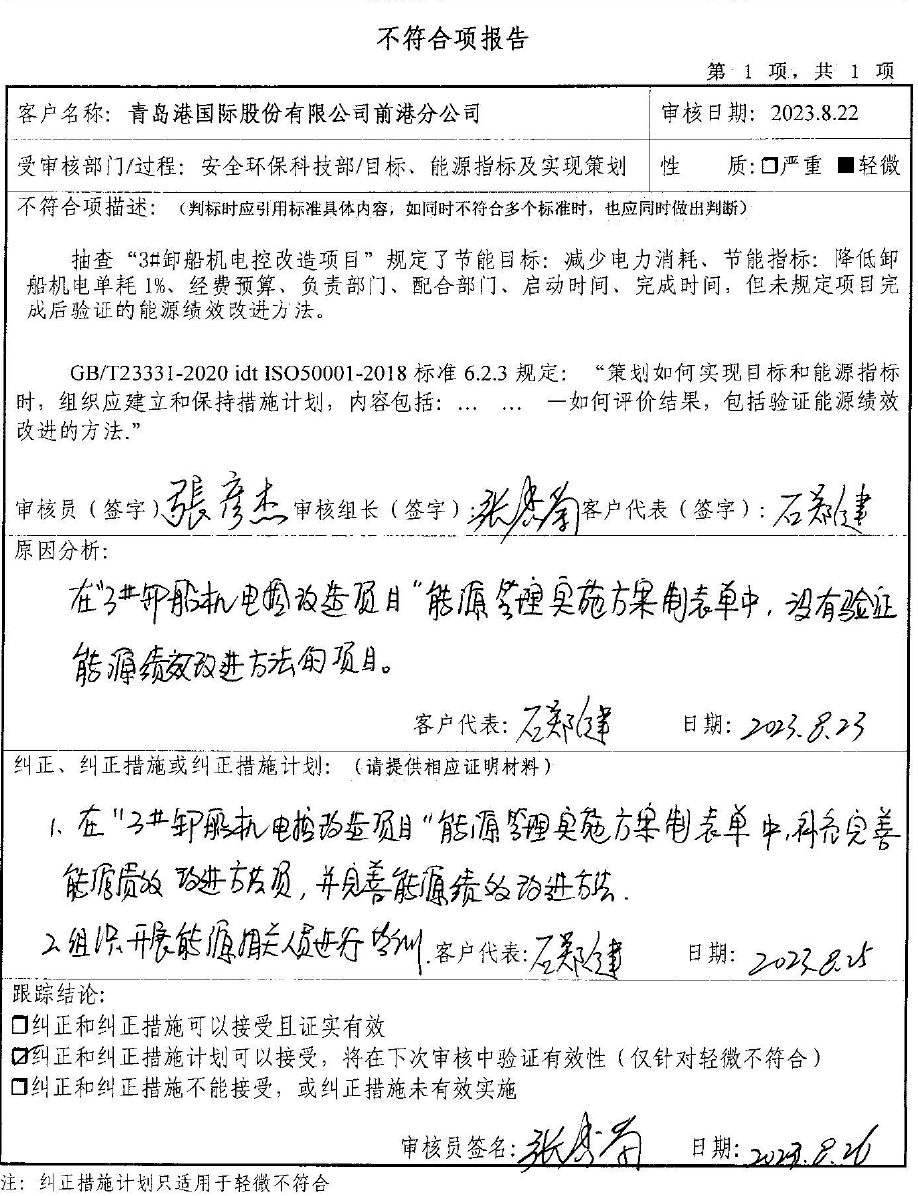 不符合项报告
第 1 项，共 1 项
客户名称： 青岛港国际股份有限公司前港分公司 审核日期： 2023.8.22
受审核部门/过程： 安全环保科技部/目标、能源指标及实现策划 性 质：□严重 ■轻微
不符合项描述：（判标时应引用标准具体内容，如同时不符合多个标准时，也应同时做出判断）
抽查“3#卸船机电控改造项目”规定了节能目标：减少电力消耗、节能指标：降低卸
船机电单耗1%、经费预算、负责部门、配合部门、启动时间、完成时间，但未规定项目完
成后验证的能源绩效改进方法。
GB/T23331-2020 idt ISO50001-2018 标准 6.2.3 规定： “策划如何实现目标和能源指标
时，组织应建立和保持措施计划，内容包括：… … —如何评价结果，包括验证能源绩效
改进的方法.”
审核员（签字）張彦杰 审核组长（签字）：张 客户代表（签字）：石郑健
原因分析：
在“3#卸船机电控改造项目”能源管理实施方案制表单中，没有验证
能源绩效改进方法的项目。
客户代表：石郑健 日期：2023.8.23
纠正、纠正措施或纠正措施计划：（请提供相应证明材料）
1. 在“3#卸船机电控改造项目”能源管理实施方案制表单中，补充完善
能源绩效改进方法项，并完善能源绩效改进方法.
2.组织开展能源相关人员进行培训. 客户代表：石郑健 日期：2023.8.25
跟踪结论：
□纠正和纠正措施可以接受且证实有效
☑纠正和纠正措施计划可以接受，将在下次审核中验证有效性（仅针对轻微不符合）
□纠正和纠正措施不能接受，或纠正措施未有效实施
审核员签名：张 日期：2023.8.26
注： 纠正措施计划只适用于轻微不符合